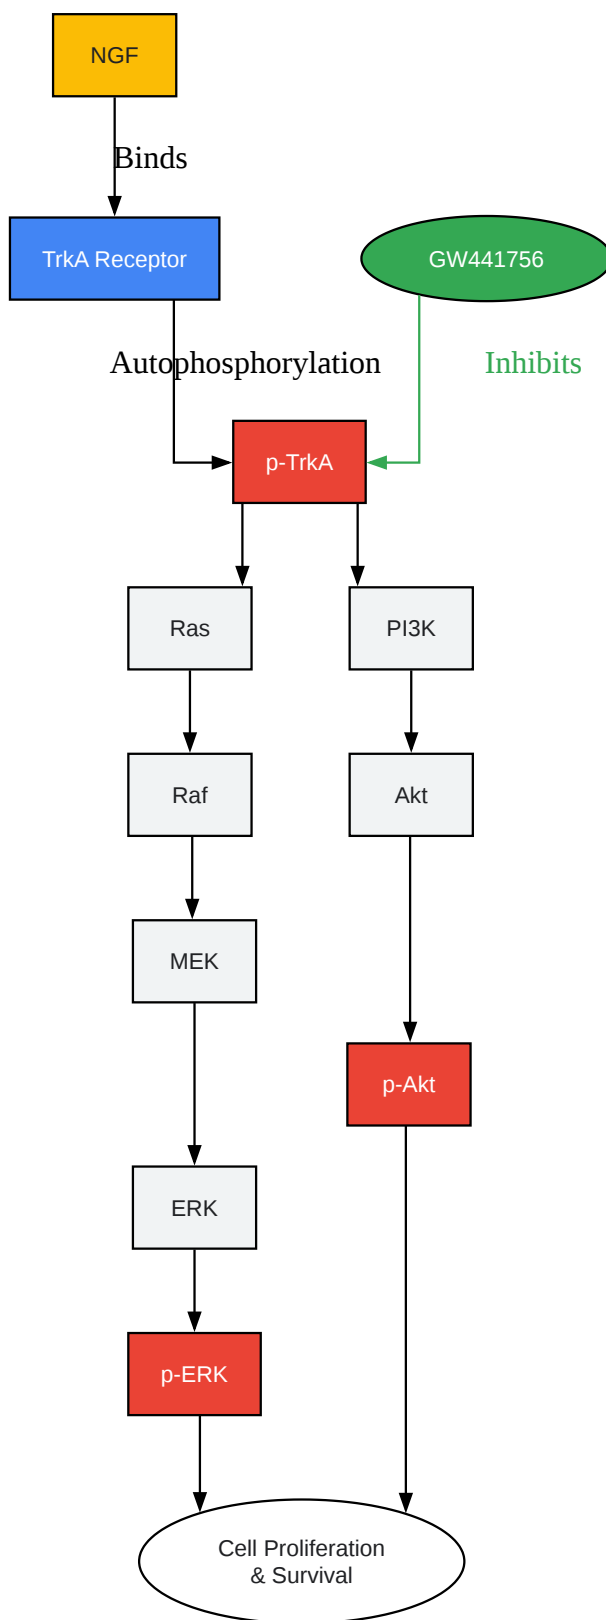 NGF
Binds
TrkA Receptor
GW441756
Autophosphorylation
Inhibits
p-TrkA
Ras
PI3K
Raf
Akt
MEK
p-Akt
ERK
p-ERK
Cell Proliferation
& Survival